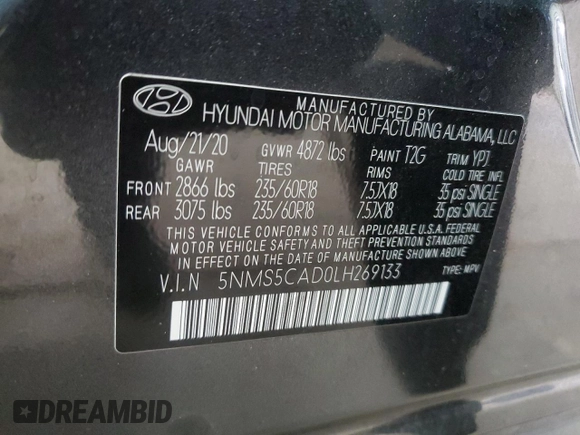 MANUFACTURED BY
HYUNDAI MOTOR MANUFACTURING ALABAMA, LLC
Aug/21/20 GVWR 4872 lbs PAINT T2G TRIM YPT
GAWR TIRES RIMS COLD TIRE INFL
FRONT 2866 lbs 235/60R18 7.5JX18 35 psi SINGLE
REAR 3075 lbs 235/60R18 7.5JX18 35 psi SINGLE
THIS VEHICLE CONFORMS TO ALL APPLICABLE U.S.A. FEDERAL
MOTOR VEHICLE SAFETY AND THEFT PREVENTION STANDARDS
IN EFFECT ON THE DATE OF MANUFACTURE SHOWN ABOVE.
V.I.N 5NMS5CAD0LH269133 TYPE: MPV
DREAMBID